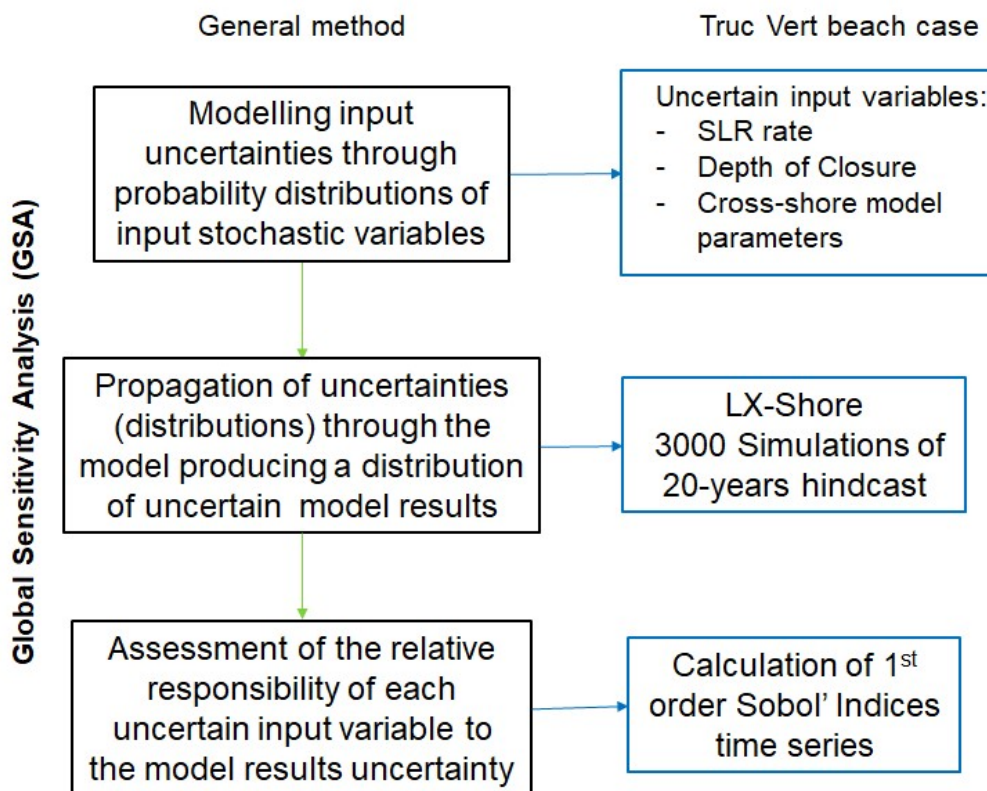 General method
Truc Vert beach case
Global Sensitivity Analysis (GSA)
Modelling input
uncertainties through
probability distributions of
input stochastic variables
Uncertain input variables:
- SLR rate
- Depth of Closure
- Cross-shore model
parameters
Propagation of uncertainties
(distributions) through the
model producing a distribution
of uncertain model results
LX-Shore
3000 Simulations of
20-years hindcast
Assessment of the relative
responsibility of each
uncertain input variable to
the model results uncertainty
Calculation of 1st
order Sobol’ Indices
time series